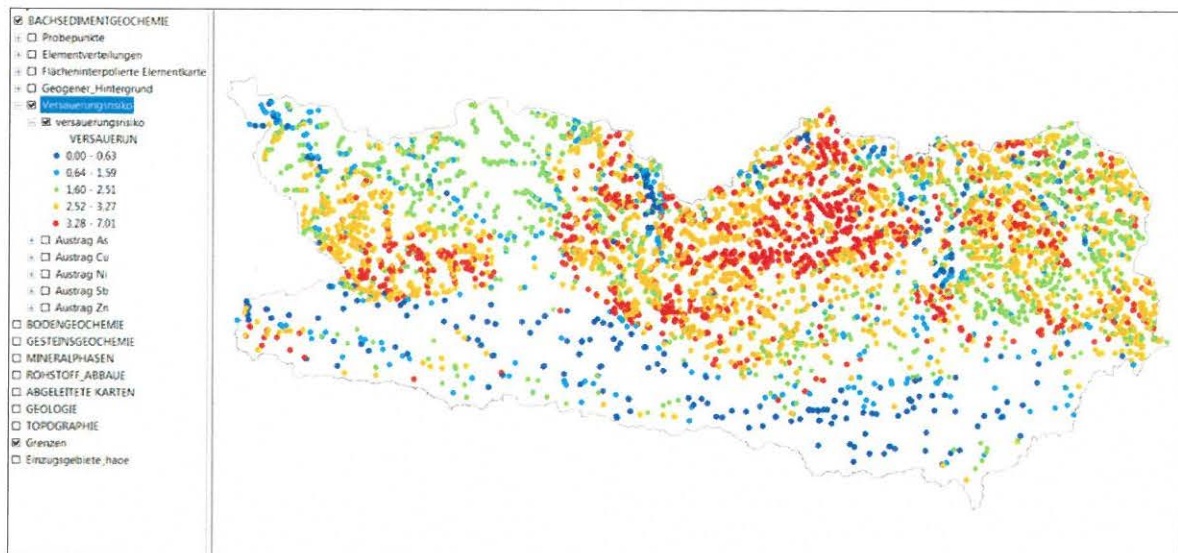 BACHSEDIMENTGEOCHEMIE
Probepunkte
Elementverteilungen
Flächeninterpolierte Elementkarte
Geogener_Hintergrund
Versauerungsrisiko
versauerungsrisiko
VERSAUERUN
0,00 - 0,63
0,64 - 1,59
1,60 - 2,51
2,52 - 3,27
3,28 - 7,01
Austrag As
Austrag Cu
Austrag Ni
Austrag Sb
Austrag Zn
BODENGEOCHEMIE
GESTEINSGEOCHEMIE
MINERALPHASEN
ROHSTOFF_ABBAUE
ABGELEITETE KARTEN
GEOLOGIE
TOPOGRAPHIE
Grenzen
Einzugsgebiete_haoe